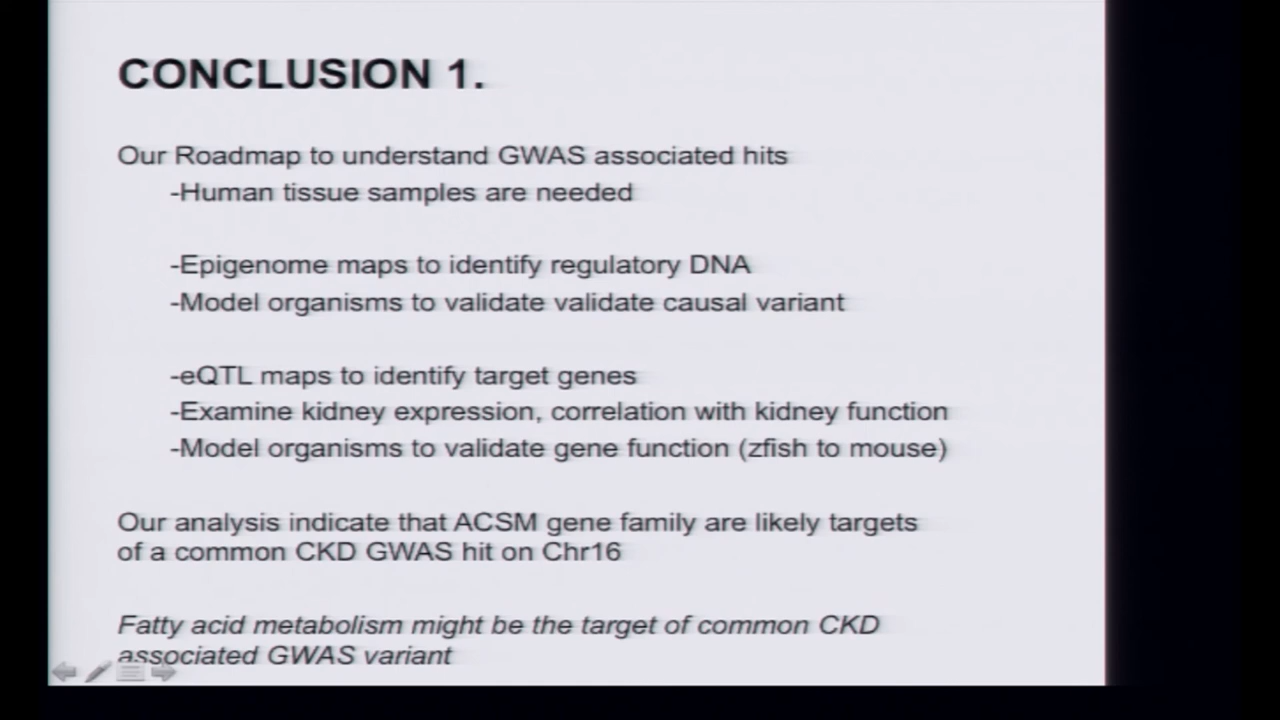 CONCLUSION 1.
Our Roadmap to understand GWAS associated hits
-Human tissue samples are needed
-Epigenome maps to identify regulatory DNA
-Model organisms to validate validate causal variant
-eQTL maps to identify target genes
-Examine kidney expression, correlation with kidney function
-Model organisms to validate gene function (zfish to mouse)
Our analysis indicate that ACSM gene family are likely targets
of a common CKD GWAS hit on Chr16
Fatty acid metabolism might be the target of common CKD
associated GWAS variant